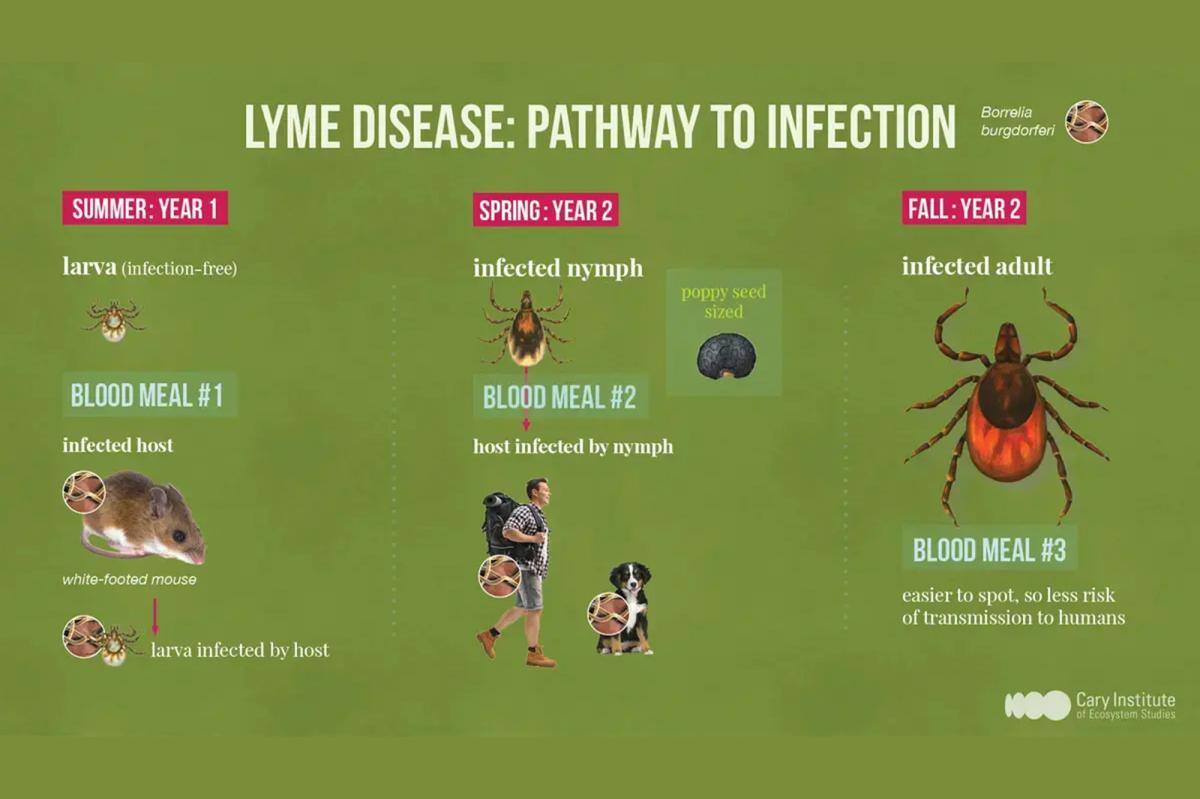 LYME DISEASE: PATHWAY TO INFECTION
Borrelia
burgdorferi
SUMMER: YEAR 1
larva (infection-free)
BLOOD MEAL #1
infected host
white-footed mouse
larva infected by host
SPRING: YEAR 2
infected nymph
poppy seed
sized
BLOOD MEAL #2
host infected by nymph
FALL: YEAR 2
infected adult
BLOOD MEAL #3
easier to spot, so less risk
of transmission to humans
Cary Institute
of Ecosystem Studies